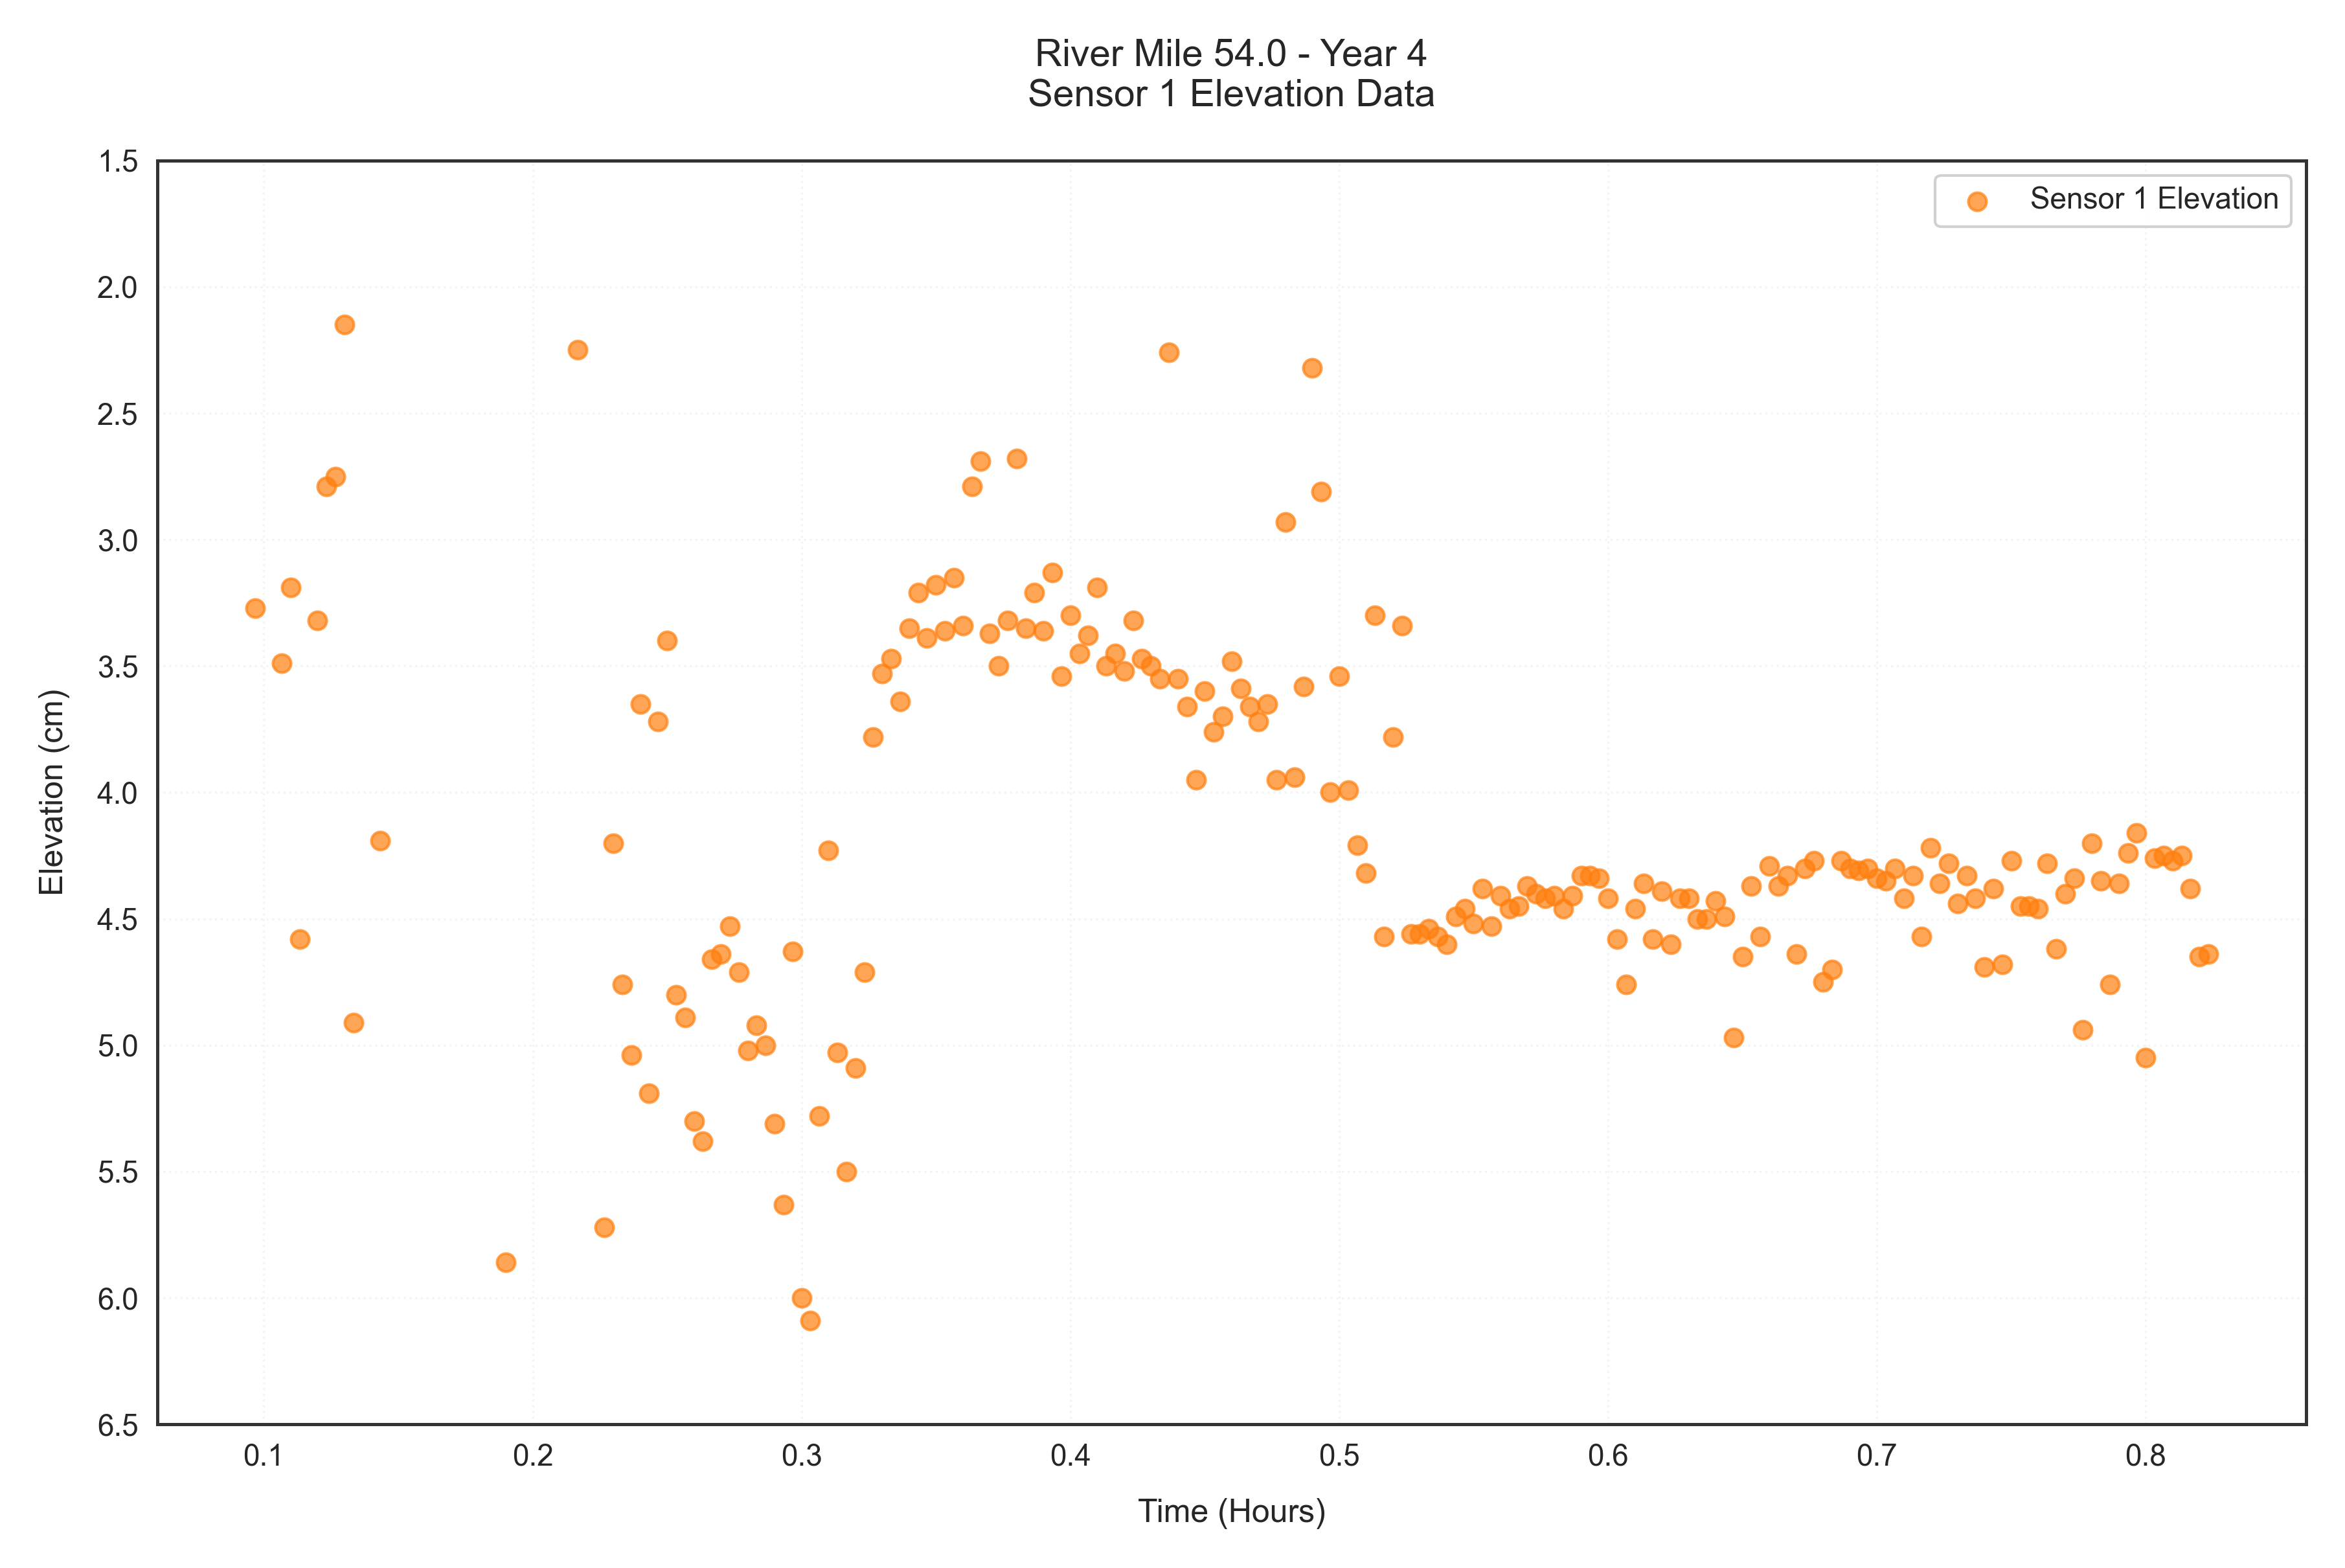 River Mile 54.0 - Year 4
Sensor 1 Elevation Data
Sensor 1 Elevation
1.5
2.0
2.5
3.0
3.5
4.0
4.5
5.0
5.5
6.0
6.5
Elevation (cm)
0.1 0.2 0.3 0.4 0.5 0.6 0.7 0.8
Time (Hours)